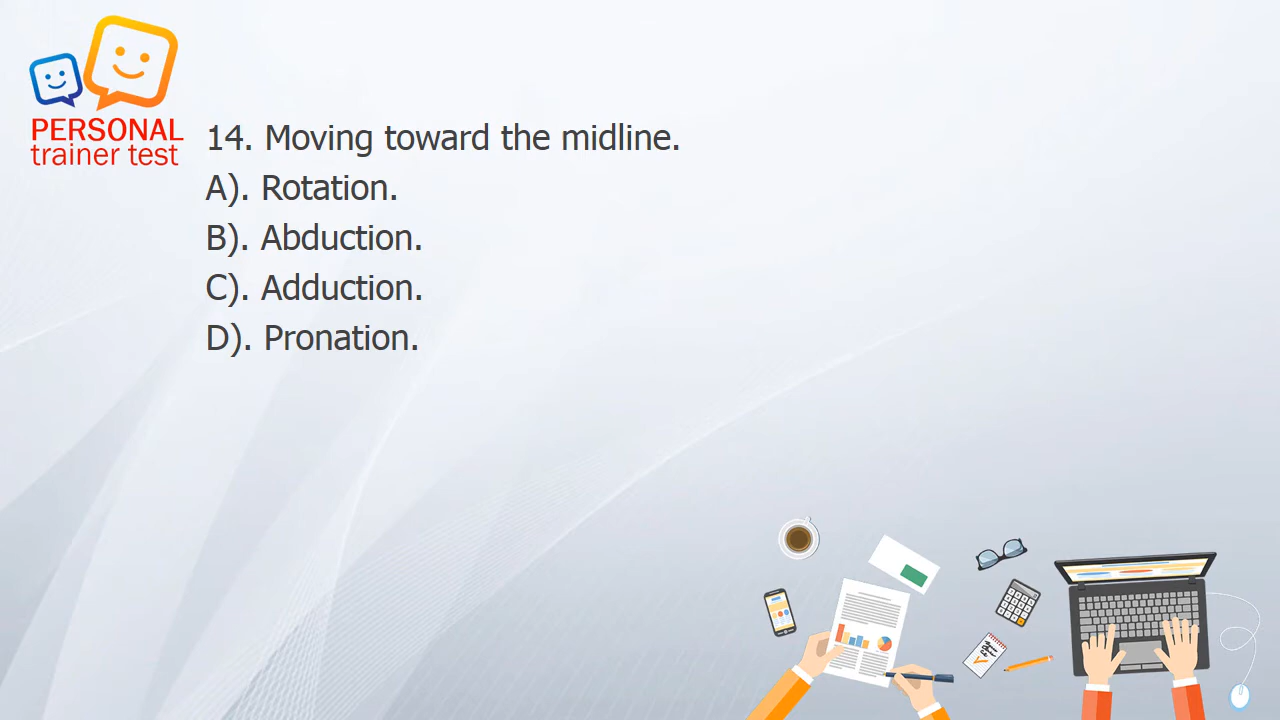 PERSONAL
trainer test
14. Moving toward the midline.
A). Rotation.
B). Abduction.
C). Adduction.
D). Pronation.